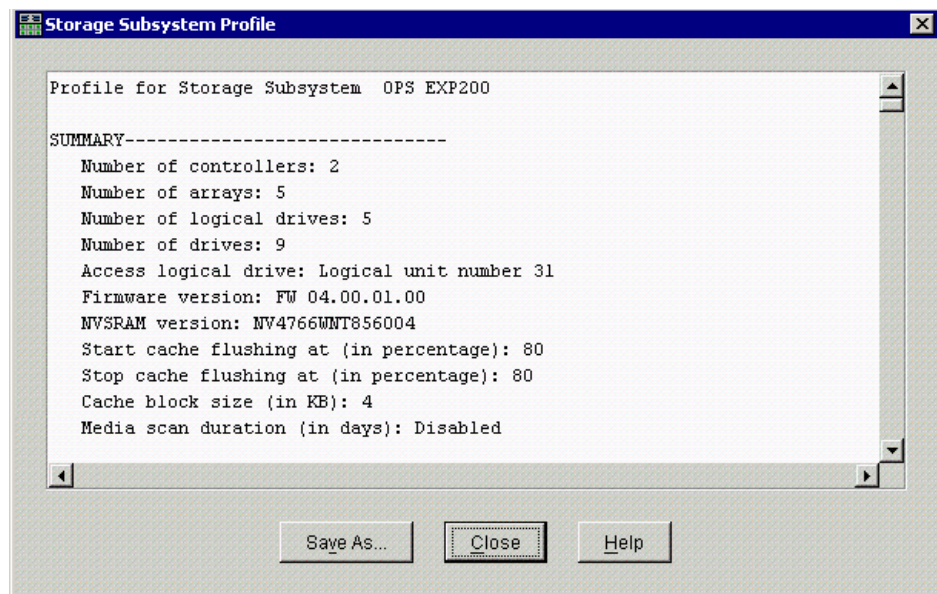 Storage Subsystem Profile
Profile for Storage Subsystem  OPS EXP200
SUMMARY------------------------------
Number of controllers: 2
Number of arrays: 5
Number of logical drives: 5
Number of drives: 9
Access logical drive: Logical unit number 31
Firmware version: FW 04.00.01.00
NVSRAM version: NV4766WNT856004
Start cache flushing at (in percentage): 80
Stop cache flushing at (in percentage): 80
Cache block size (in KB): 4
Media scan duration (in days): Disabled
Save As... Close Help